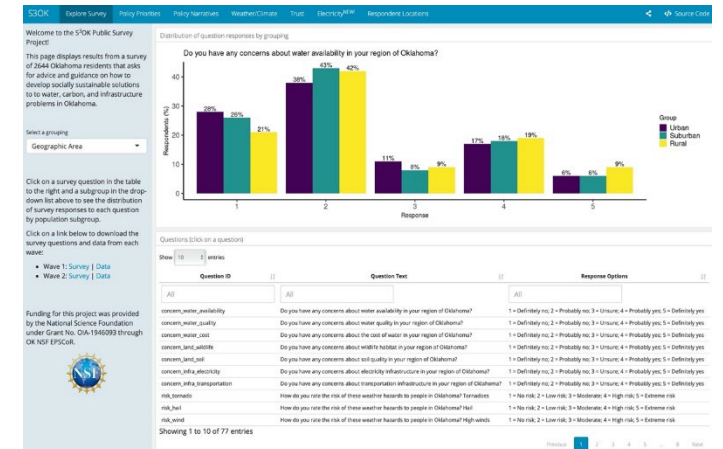 S3OK Explore Survey Policy Priorities Policy Narratives Weather/Climate Trust Electricity NEW Respondent Locations Source Code
Welcome to the S³OK Public Survey
Project!
This page displays results from a survey
of 2644 Oklahoma residents that asks
for advice and guidance on how to
develop socially sustainable solutions
to to water, carbon, and infrastructure
problems in Oklahoma.
Select a grouping
Geographic Area
Click on a survey question in the table
to the right and a subgroup in the drop-
down list above to see the distribution
of survey responses to each question
by population subgroup.
Click on a link below to download the
survey questions and data from each
wave:
Wave 1: Survey | Data
Wave 2: Survey | Data
Funding for this project was provided
by the National Science Foundation
under Grant No. OIA-1946093 through
OK NSF EPSCoR.
NSF
Distribution of question responses by grouping
Do you have any concerns about water availability in your region of Oklahoma?
Respondents (%)
40
30
20
10
0
28% 26% 21%
38% 43% 42%
11% 8% 9%
17% 18% 19%
6% 6% 9%
1 2 3 4 5
Response
Group
Urban
Suburban
Rural
Questions (click on a question)
Show 10 entries
Question ID Question Text Response Options
All All All
concern_water_availability Do you have any concerns about water availability in your region of Oklahoma? 1 = Definitely no; 2 = Probably no; 3 = Unsure; 4 = Probably yes; 5 = Definitely yes
concern_water_quality Do you have any concerns about water quality in your region of Oklahoma? 1 = Definitely no; 2 = Probably no; 3 = Unsure; 4 = Probably yes; 5 = Definitely yes
concern_water_cost Do you have any concerns about the cost of water in your region of Oklahoma? 1 = Definitely no; 2 = Probably no; 3 = Unsure; 4 = Probably yes; 5 = Definitely yes
concern_land_wildlife Do you have any concerns about wildlife habitat in your region of Oklahoma? 1 = Definitely no; 2 = Probably no; 3 = Unsure; 4 = Probably yes; 5 = Definitely yes
concern_land_soil Do you have any concerns about soil quality in your region of Oklahoma? 1 = Definitely no; 2 = Probably no; 3 = Unsure; 4 = Probably yes; 5 = Definitely yes
concern_infra_electricity Do you have any concerns about electricity infrastructure in your region of Oklahoma? 1 = Definitely no; 2 = Probably no; 3 = Unsure; 4 = Probably yes; 5 = Definitely yes
concern_infra_transportation Do you have any concerns about transportation infrastructure in your region of Oklahoma? 1 = Definitely no; 2 = Probably no; 3 = Unsure; 4 = Probably yes; 5 = Definitely yes
risk_tornado How do you rate the risk of these weather hazards to people in Oklahoma? Tornadoes 1 = No risk; 2 = Low risk; 3 = Moderate; 4 = High risk; 5 = Extreme risk
risk_hail How do you rate the risk of these weather hazards to people in Oklahoma? Hail 1 = No risk; 2 = Low risk; 3 = Moderate; 4 = High risk; 5 = Extreme risk
risk_wind How do you rate the risk of these weather hazards to people in Oklahoma? High winds 1 = No risk; 2 = Low risk; 3 = Moderate; 4 = High risk; 5 = Extreme risk
Showing 1 to 10 of 77 entries
Previous 1 2 3 4 5 ... 8 Next